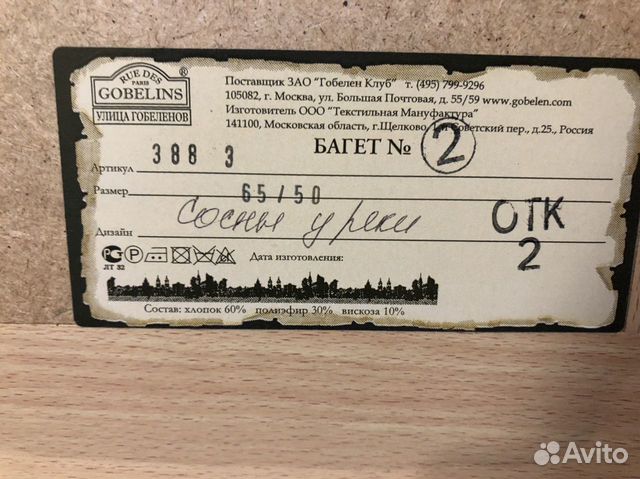 RUE DES
PARIS
GOBELINS
®
УЛИЦА ГОБЕЛЕНОВ
Поставщик ЗАО "Гобелен Клуб" т. (495) 799-9296
105082, г. Москва, ул. Большая Почтовая, д. 55/59 www.gobelen.com
Изготовитель ООО "Текстильная Мануфактура"
141100, Московская область, г.Щелково, Советский пер., д.25., Россия
БАГЕТ № 2
Артикул 388 3
Размер 65/50
Дизайн сосны у реки
ОТК
2
ЛТ 32
Дата изготовления:
Состав: хлопок 60% полиэфир 30% вискоза 10%
Avito